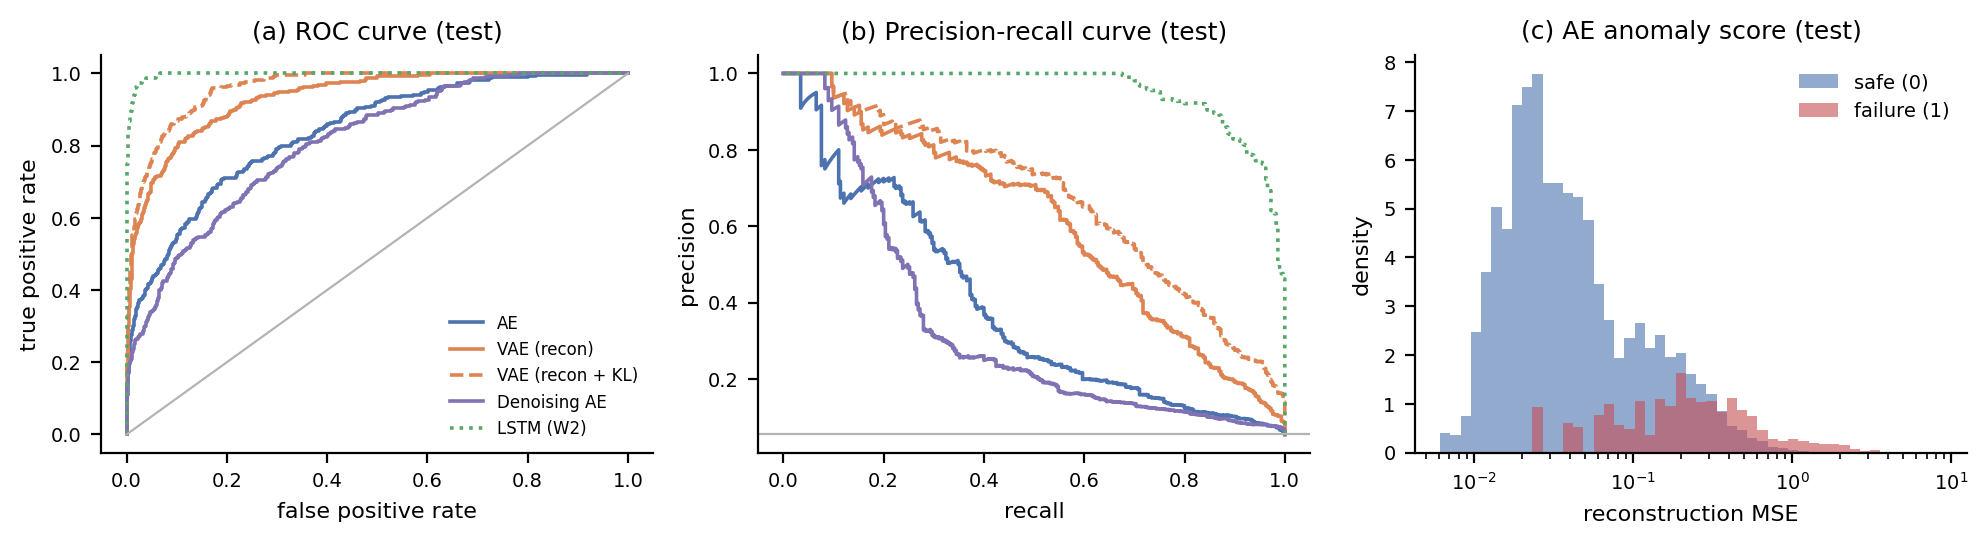 (a) ROC curve (test)
true positive rate
1.0
0.8
0.6
0.4
0.2
0.0
AE
VAE (recon)
VAE (recon + KL)
Denoising AE
LSTM (W2)
0.0 0.2 0.4 0.6 0.8 1.0
false positive rate
(b) Precision-recall curve (test)
precision
1.0
0.8
0.6
0.4
0.2
0.0 0.2 0.4 0.6 0.8 1.0
recall
(c) AE anomaly score (test)
density
8
7
6
5
4
3
2
1
0
safe (0)
failure (1)
10⁻² 10⁻¹ 10⁰ 10¹
reconstruction MSE